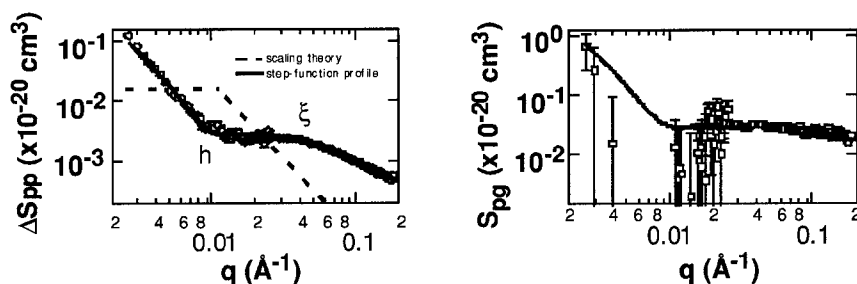 ΔSpp (x10⁻²⁰ cm³)
10⁻¹
10⁻²
10⁻³
scaling theory
step-function profile
ξ
h
2 4 6 8 2 4 6 8 2
0.01 0.1
q (Å⁻¹)
Spg (x10⁻²⁰ cm³)
10⁰
10⁻¹
10⁻²
2 4 6 8 2 4 6 8 2
0.01 0.1
q (Å⁻¹)